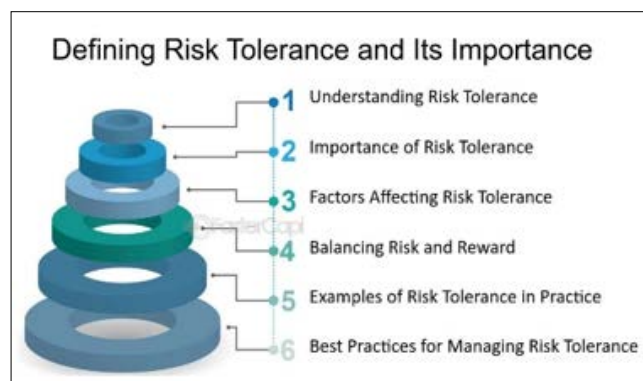 Defining Risk Tolerance and Its Importance
1 Understanding Risk Tolerance
2 Importance of Risk Tolerance
3 Factors Affecting Risk Tolerance
4 Balancing Risk and Reward
5 Examples of Risk Tolerance in Practice
6 Best Practices for Managing Risk Tolerance